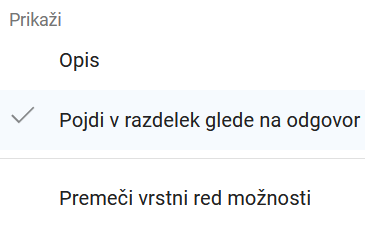 Prikaži
Opis
Pojdi v razdelek glede na odgovor
Premeči vrstni red možnosti